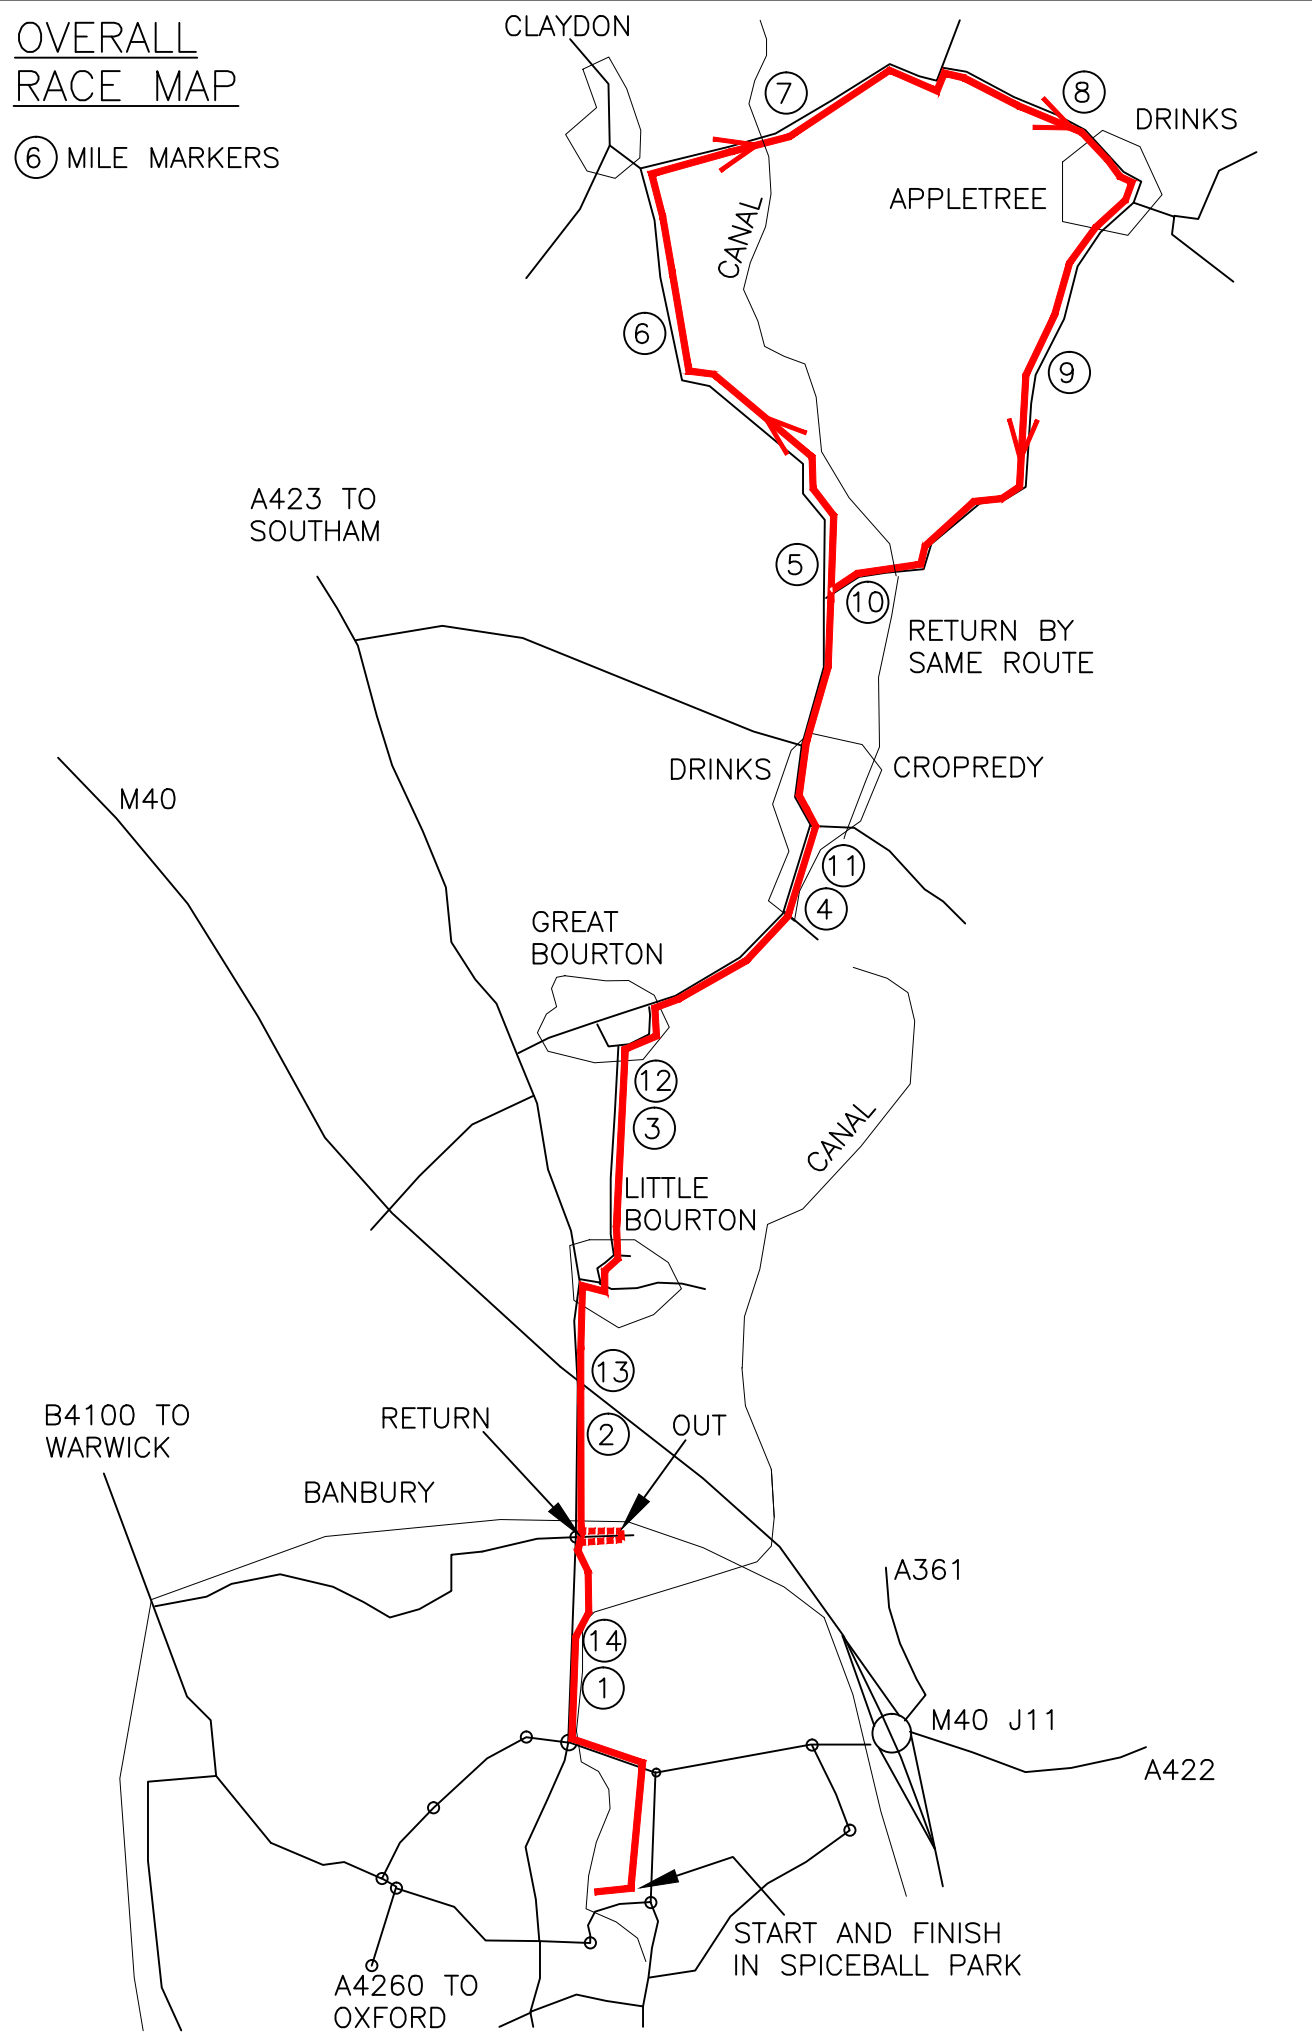 OVERALL
RACE MAP
6 MILE MARKERS
CLAYDON
7
8
DRINKS
APPLETREE
CANAL
6
9
A423 TO
SOUTHAM
5
10
RETURN BY
SAME ROUTE
DRINKS
CROPREDY
M40
11
4
GREAT
BOURTON
12
3
CANAL
LITTLE
BOURTON
13
2
RETURN
OUT
B4100 TO
WARWICK
BANBURY
A361
14
1
M40 J11
A422
START AND FINISH
IN SPICEBALL PARK
A4260 TO
OXFORD